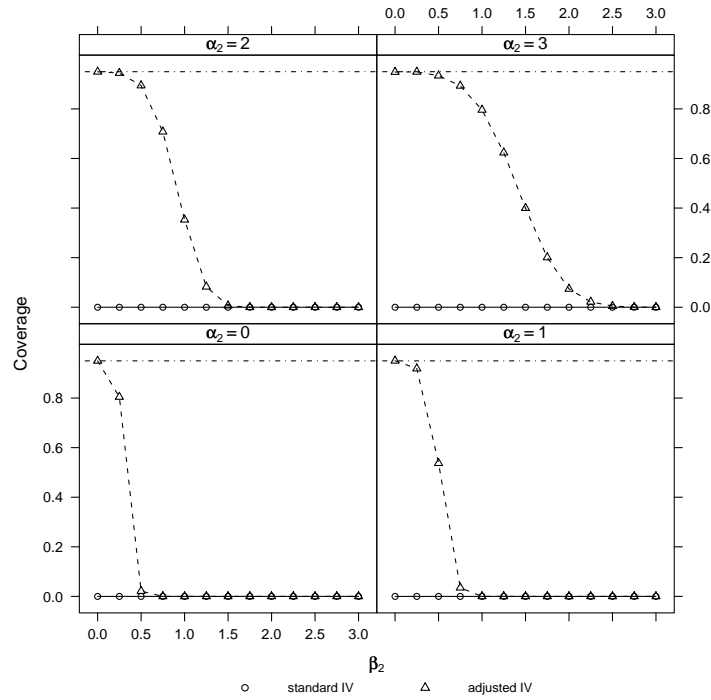 0.0 0.5 1.0 1.5 2.0 2.5 3.0
α₂ = 2
α₂ = 3
0.8
0.6
0.4
0.2
0.0
Coverage
α₂ = 0
α₂ = 1
0.8
0.6
0.4
0.2
0.0
0.0 0.5 1.0 1.5 2.0 2.5 3.0
β₂
standard IV
adjusted IV